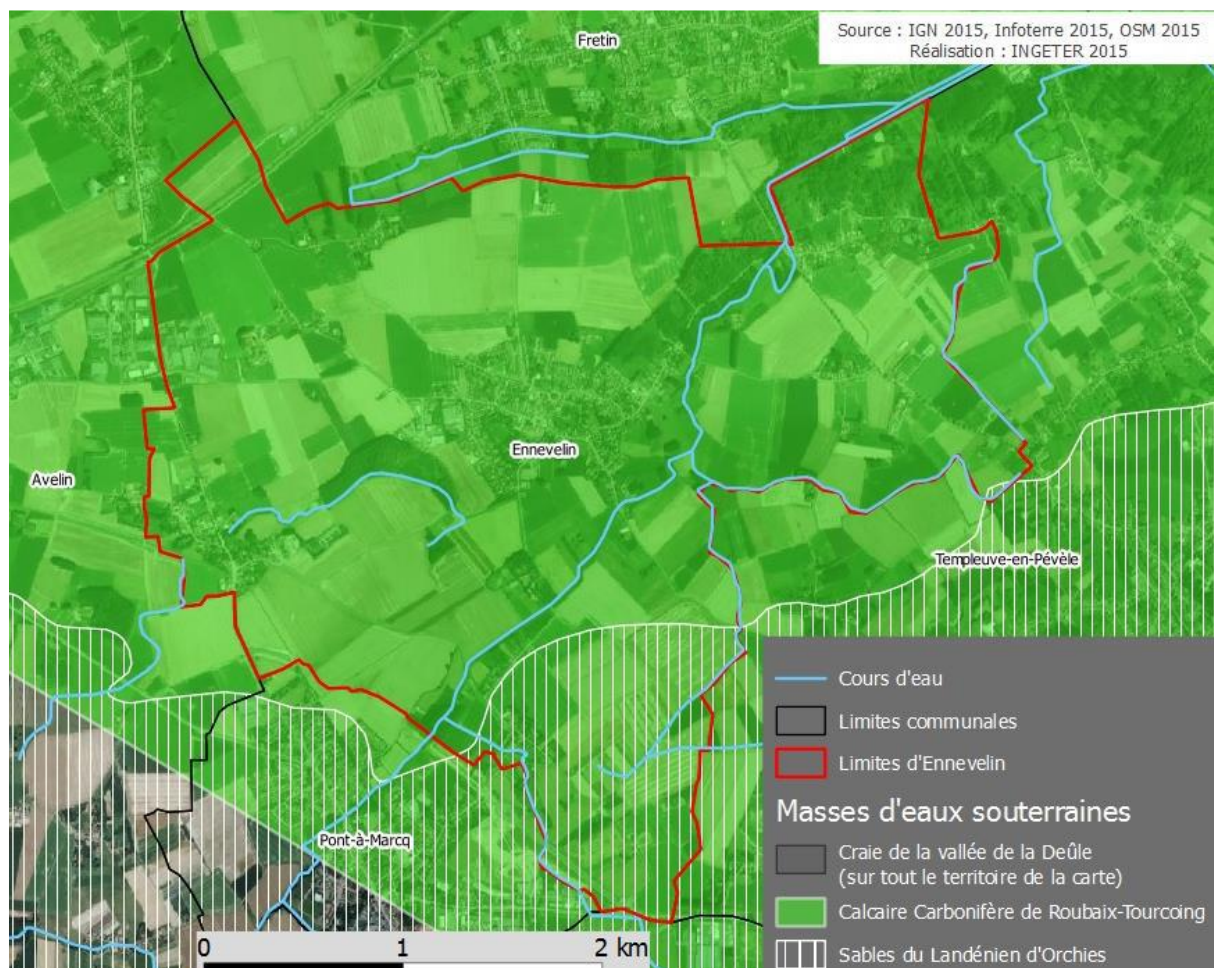 Source : IGN 2015, Infoterre 2015, OSM 2015
Réalisation : INGETER 2015
Fretin
Ennevelin
Avelin
Templeuve-en-Pévèle
Pont-à-Marcq
Cours d'eau
Limites communales
Limites d'Ennevelin
Masses d'eaux souterraines
Craie de la vallée de la Deûle
(sur tout le territoire de la carte)
Calcaire Carbonifère de Roubaix-Tourcoing
Sables du Landénien d'Orchies
0 1 2 km